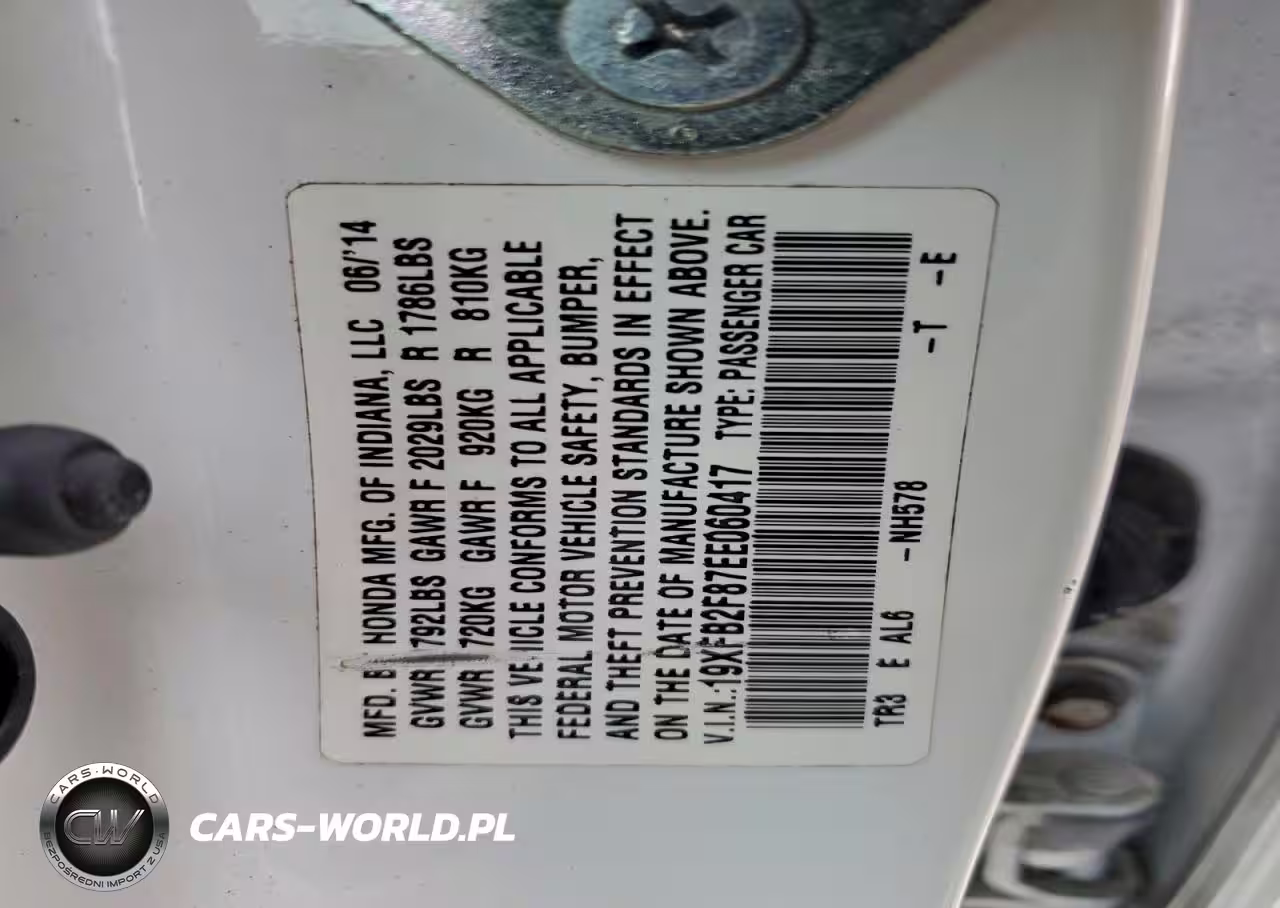 MFD. B HONDA MFG. OF INDIANA, LLC 06/'14
GVWR 792LBS GAWR F 2029LBS R 1786LBS
GVWR 720KG GAWR F 920KG R 810KG
THIS VEHICLE CONFORMS TO ALL APPLICABLE
FEDERAL MOTOR VEHICLE SAFETY, BUMPER,
AND THEFT PREVENTION STANDARDS IN EFFECT
ON THE DATE OF MANUFACTURE SHOWN ABOVE.
V.I.N.:19XFB2F87EE060417 TYPE: PASSENGER CAR
TR3 E AL6 -NH578 -T -E
CARS-WORLD
CW
BEZPOŚREDNI IMPORT Z USA
CARS-WORLD.PL